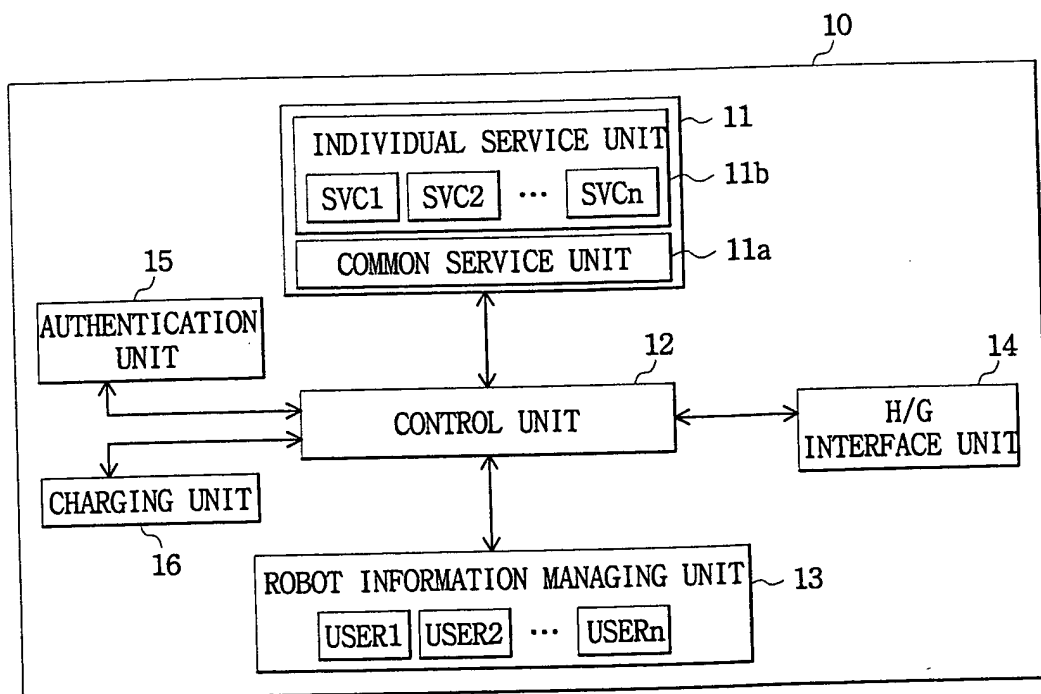 10
11
INDIVIDUAL SERVICE UNIT
11b
SVC1 SVC2 ... SVCn
COMMON SERVICE UNIT
11a
15
AUTHENTICATION
UNIT
12
CONTROL UNIT
14
H/G
INTERFACE UNIT
CHARGING UNIT
16
ROBOT INFORMATION MANAGING UNIT
13
USER1 USER2 ... USERn